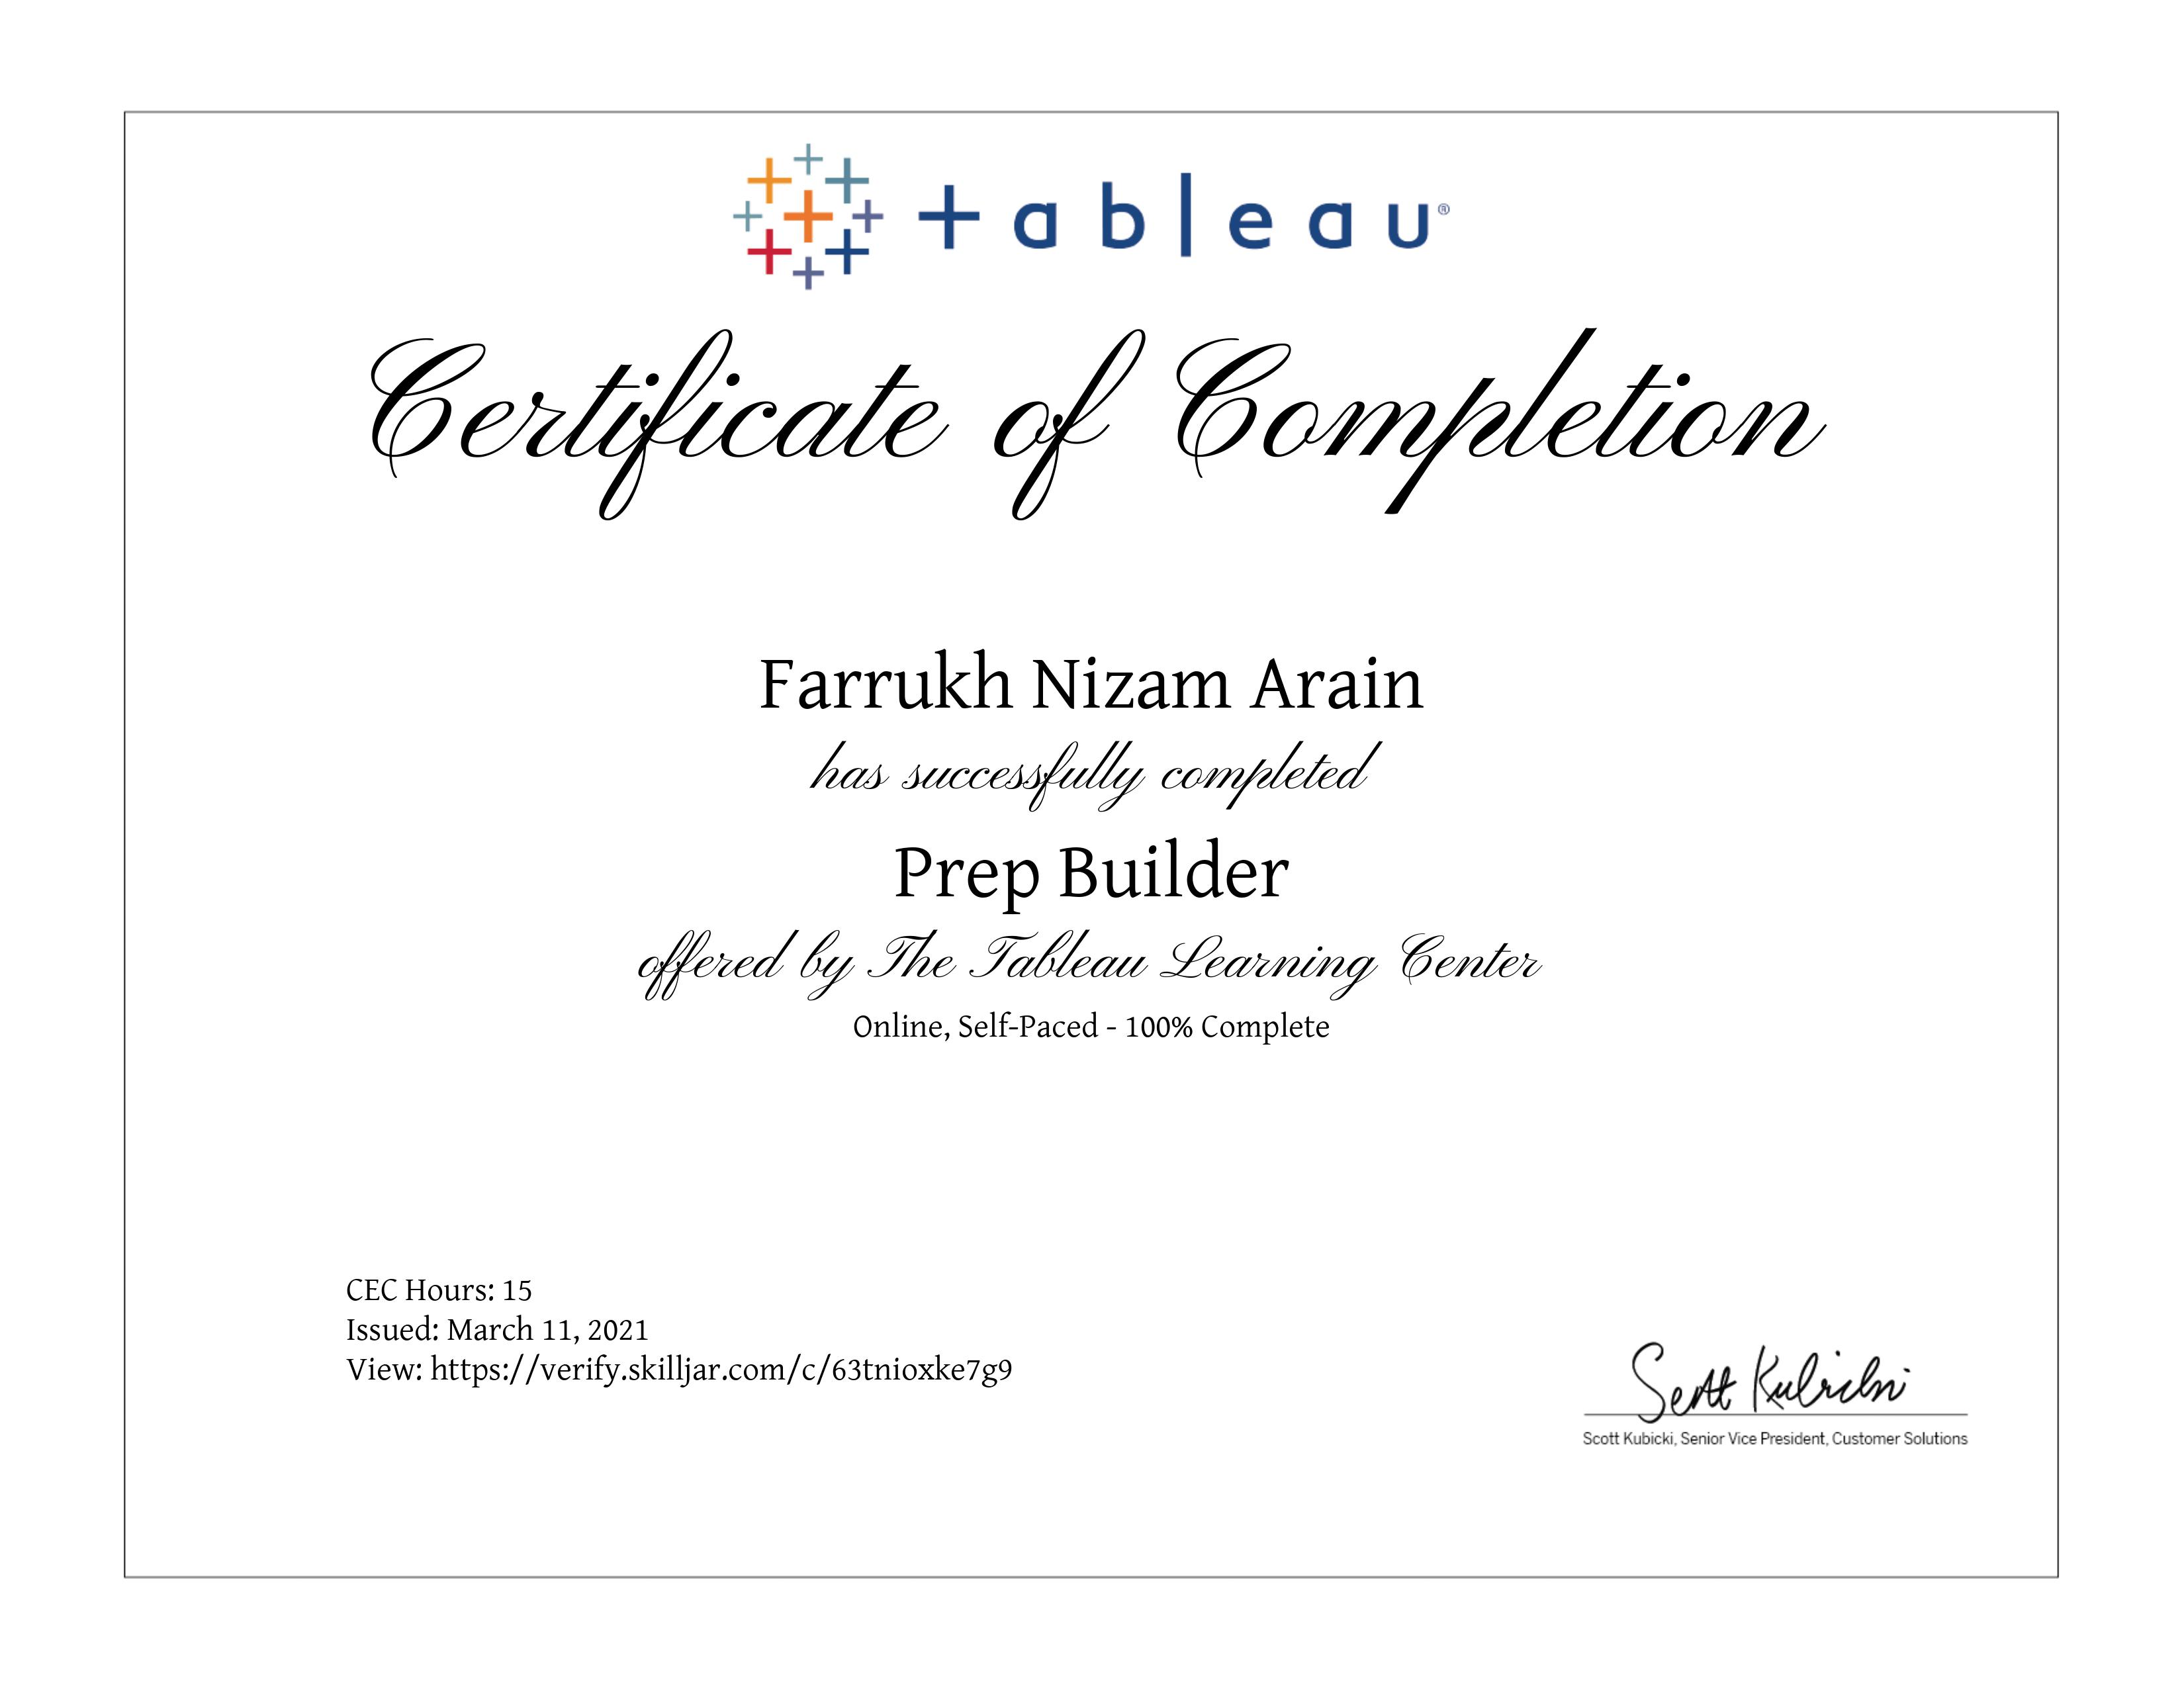 +ableau®
Certificate of Completion
Farrukh Nizam Arain
has successfully completed
Prep Builder
offered by The Tableau Learning Center
Online, Self-Paced - 100% Complete
CEC Hours: 15
Issued: March 11, 2021
View: https://verify.skilljar.com/c/63tnioxke7g9
Scott Kubicki
Scott Kubicki, Senior Vice President, Customer Solutions